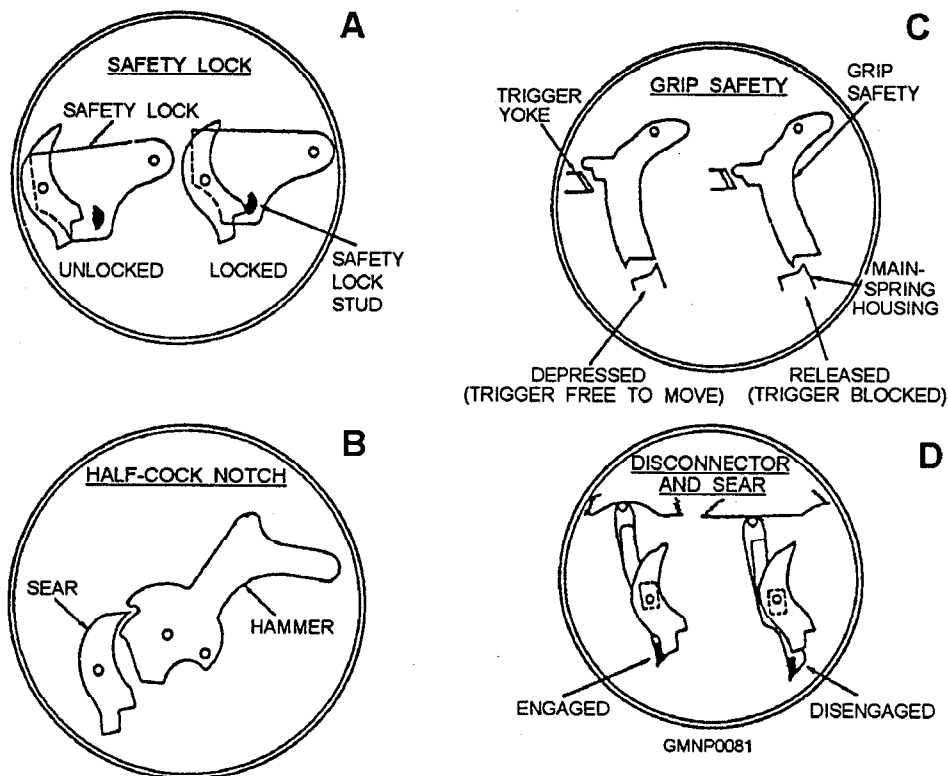 A
SAFETY LOCK
SAFETY LOCK
UNLOCKED
LOCKED
SAFETY
LOCK
STUD
B
HALF-COCK NOTCH
SEAR
HAMMER
C
GRIP SAFETY
TRIGGER
YOKE
GRIP
SAFETY
MAIN-
SPRING
HOUSING
DEPRESSED
(TRIGGER FREE TO MOVE)
RELEASED
(TRIGGER BLOCKED)
D
DISCONNECTOR
AND SEAR
ENGAGED
DISENGAGED
GMNP0081